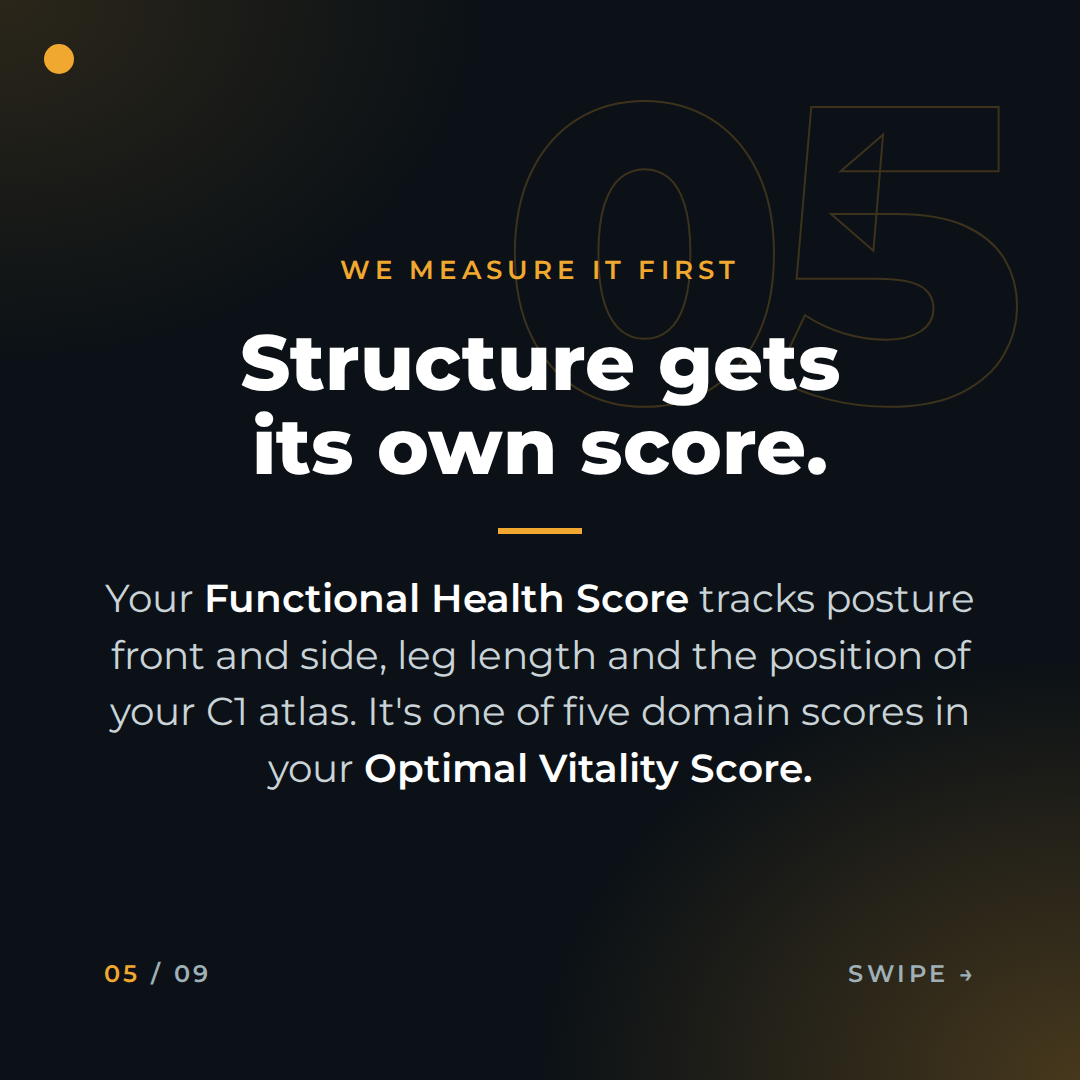 05
WE MEASURE IT FIRST
Structure gets
its own score.
Your Functional Health Score tracks posture
front and side, leg length and the position of
your C1 atlas. It's one of five domain scores in
your Optimal Vitality Score.
05 / 09
SWIPE →